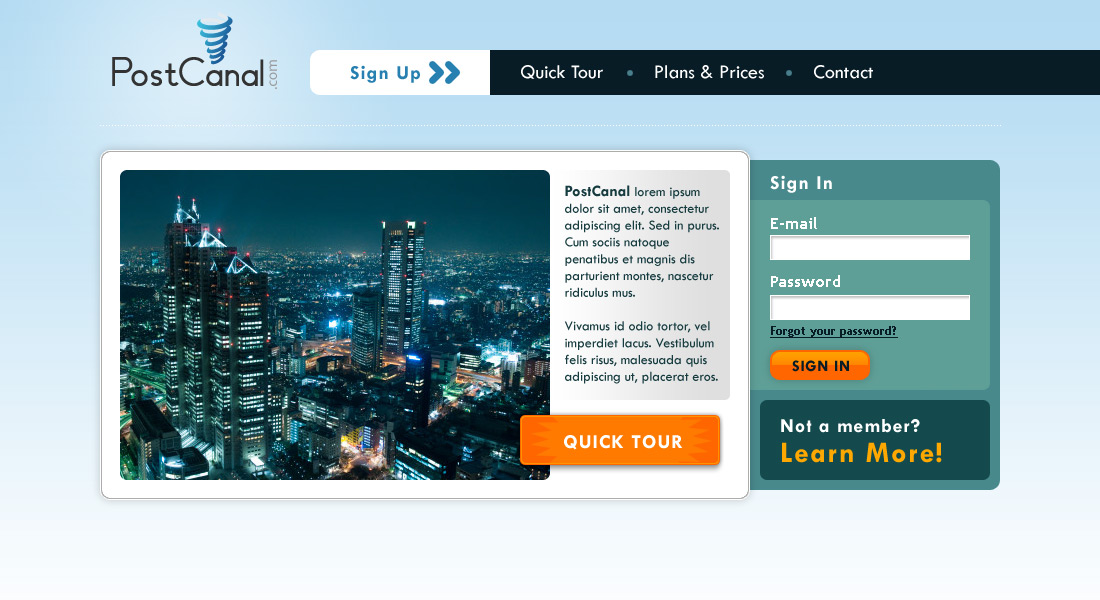 PostCanal.com
Sign Up
Quick Tour • Plans & Prices • Contact
PostCanal lorem ipsum
dolor sit amet, consectetur
adipiscing elit. Sed in purus.
Cum sociis natoque
penatibus et magnis dis
parturient montes, nascetur
ridiculus mus.
Vivamus id odio tortor, vel
imperdiet lacus. Vestibulum
felis risus, malesuada quis
adipiscing ut, placerat eros.
QUICK TOUR
Sign In
E-mail
Password
Forgot your password?
SIGN IN
Not a member?
Learn More!